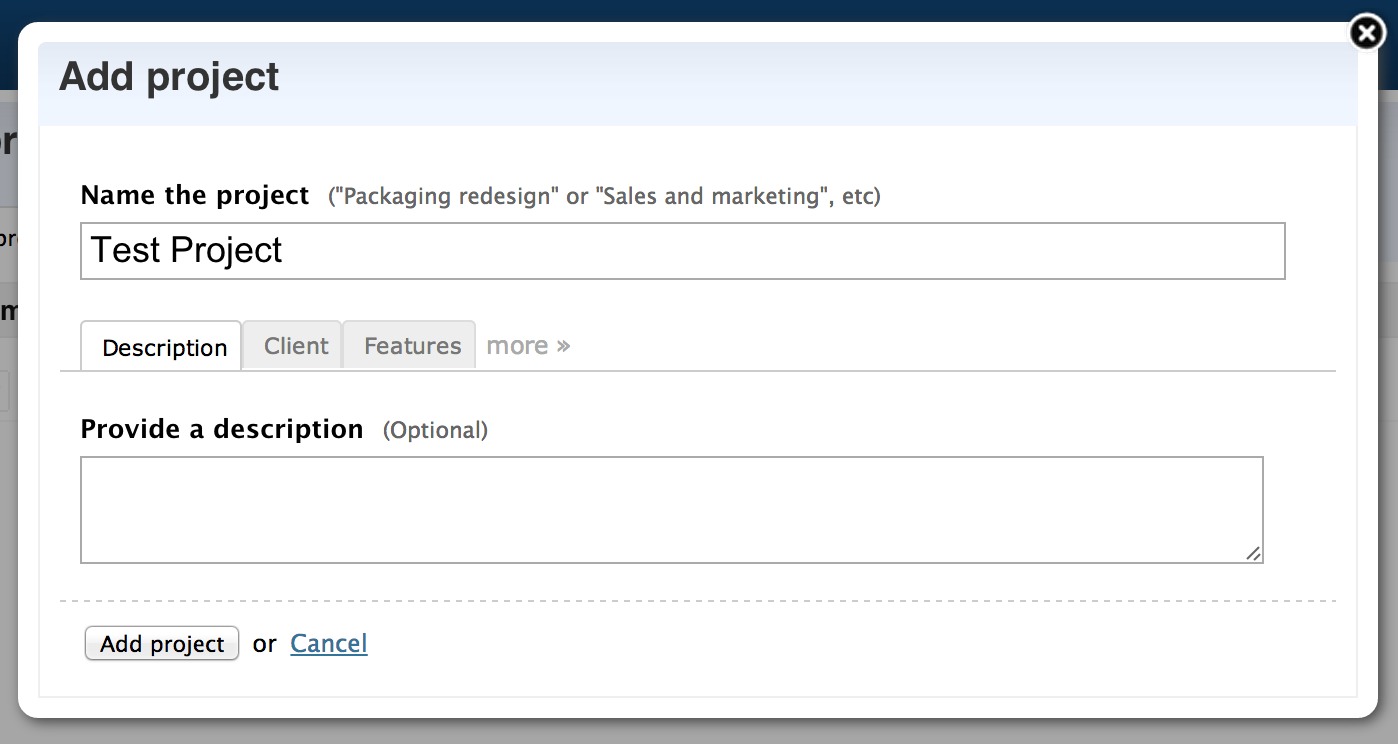 Add project
Name the project ("Packaging redesign" or "Sales and marketing", etc)
Test Project
Description Client Features more »
Provide a description (Optional)
Add project or Cancel